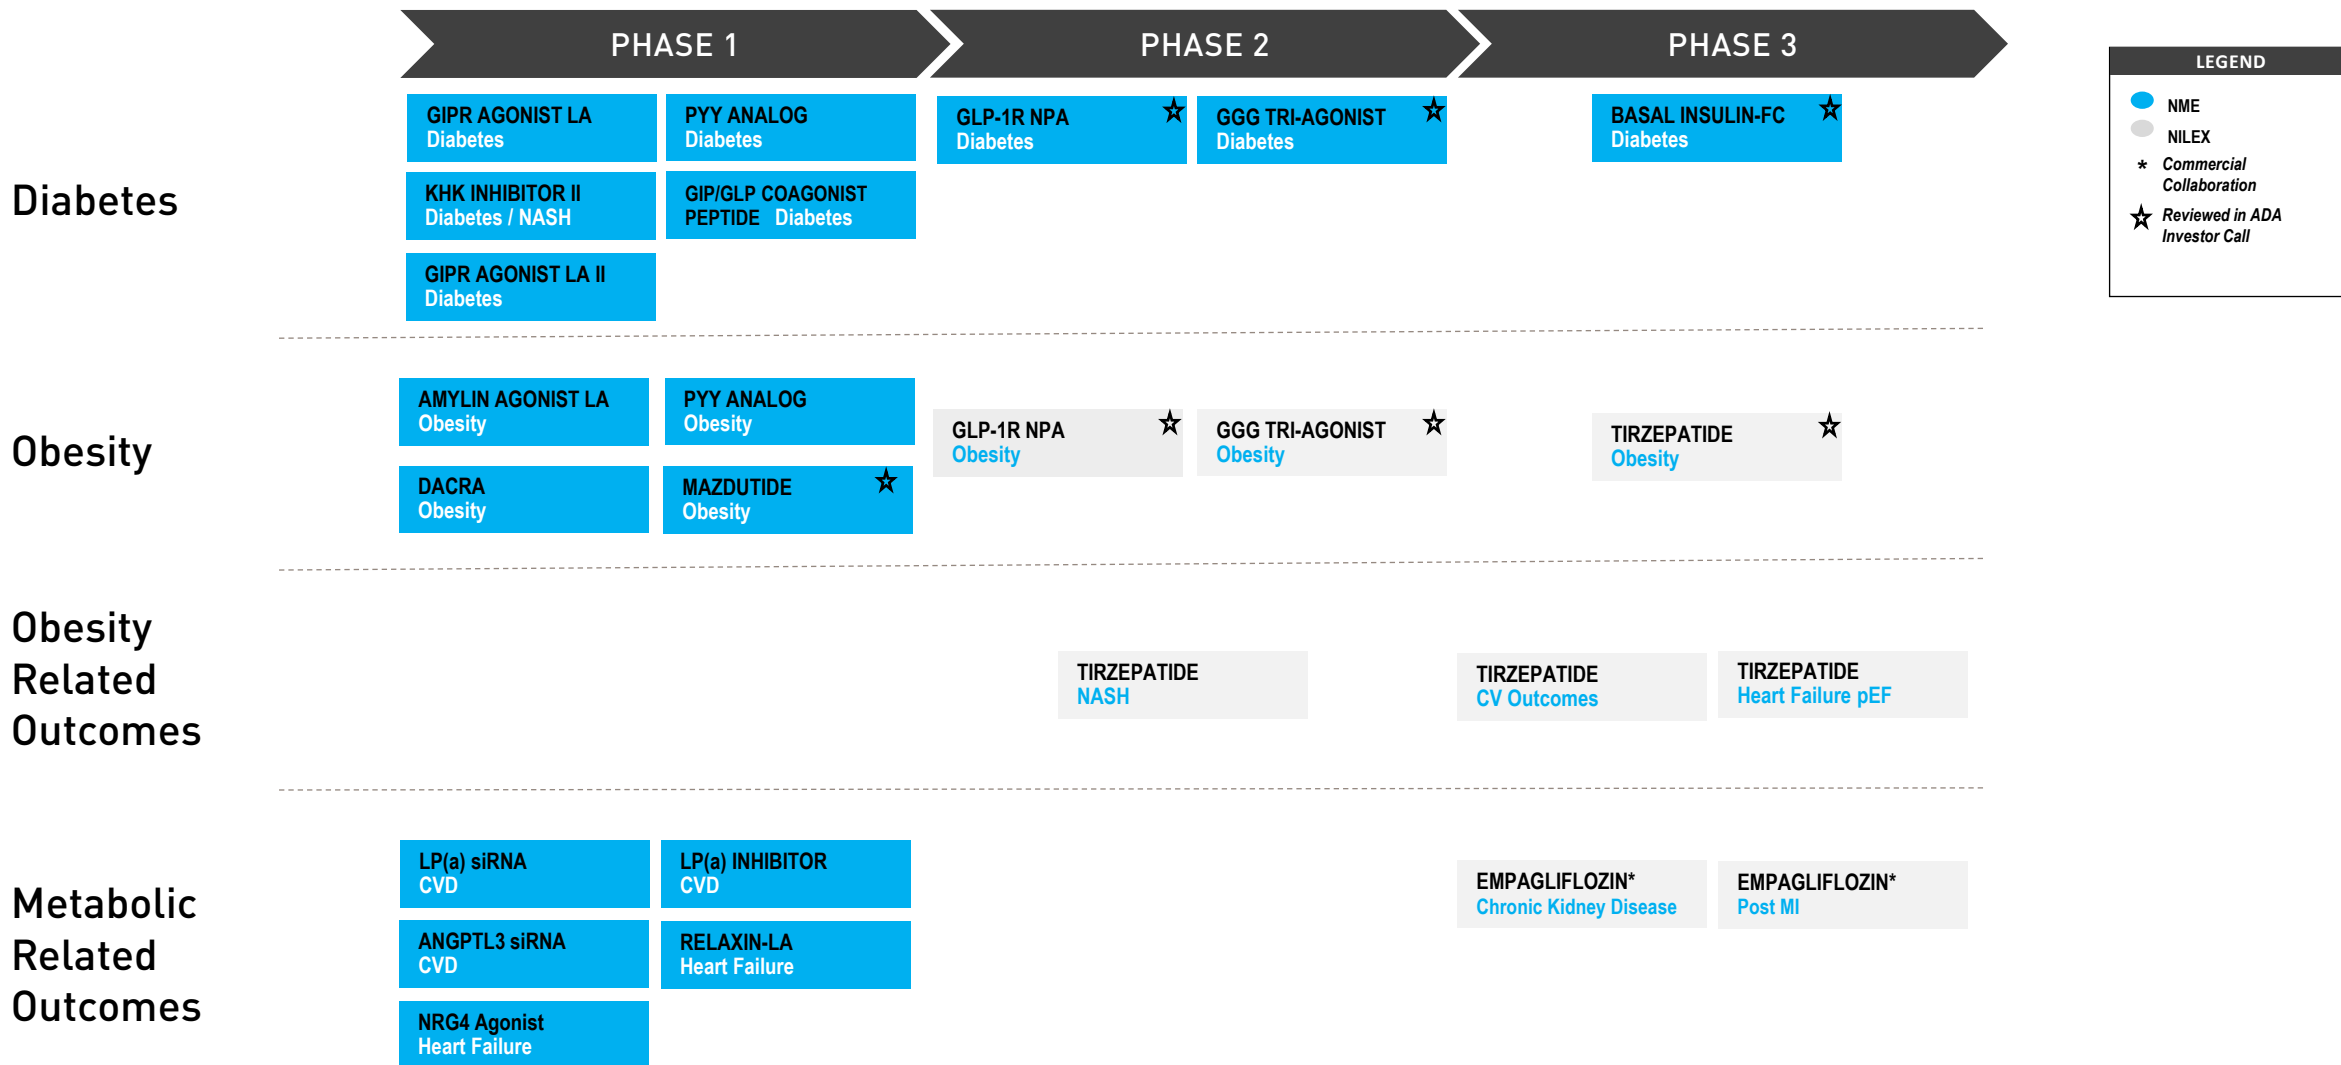 PHASE 1
PHASE 2
PHASE 3
LEGEND
NME
NILEX
* Commercial
Collaboration
Reviewed in ADA
Investor Call
Diabetes
GIPR AGONIST LA
Diabetes
PYY ANALOG
Diabetes
GLP-1R NPA
Diabetes
GGG TRI-AGONIST
Diabetes
BASAL INSULIN-FC
Diabetes
KHK INHIBITOR II
Diabetes / NASH
GIP/GLP COAGONIST
PEPTIDE Diabetes
GIPR AGONIST LA II
Diabetes
Obesity
AMYLIN AGONIST LA
Obesity
PYY ANALOG
Obesity
GLP-1R NPA
Obesity
GGG TRI-AGONIST
Obesity
TIRZEPATIDE
Obesity
DACRA
Obesity
MAZDUTIDE
Obesity
Obesity
Related
Outcomes
TIRZEPATIDE
NASH
TIRZEPATIDE
CV Outcomes
TIRZEPATIDE
Heart Failure pEF
Metabolic
Related
Outcomes
LP(a) siRNA
CVD
LP(a) INHIBITOR
CVD
EMPAGLIFLOZIN*
Chronic Kidney Disease
EMPAGLIFLOZIN*
Post MI
ANGPTL3 siRNA
CVD
RELAXIN-LA
Heart Failure
NRG4 Agonist
Heart Failure